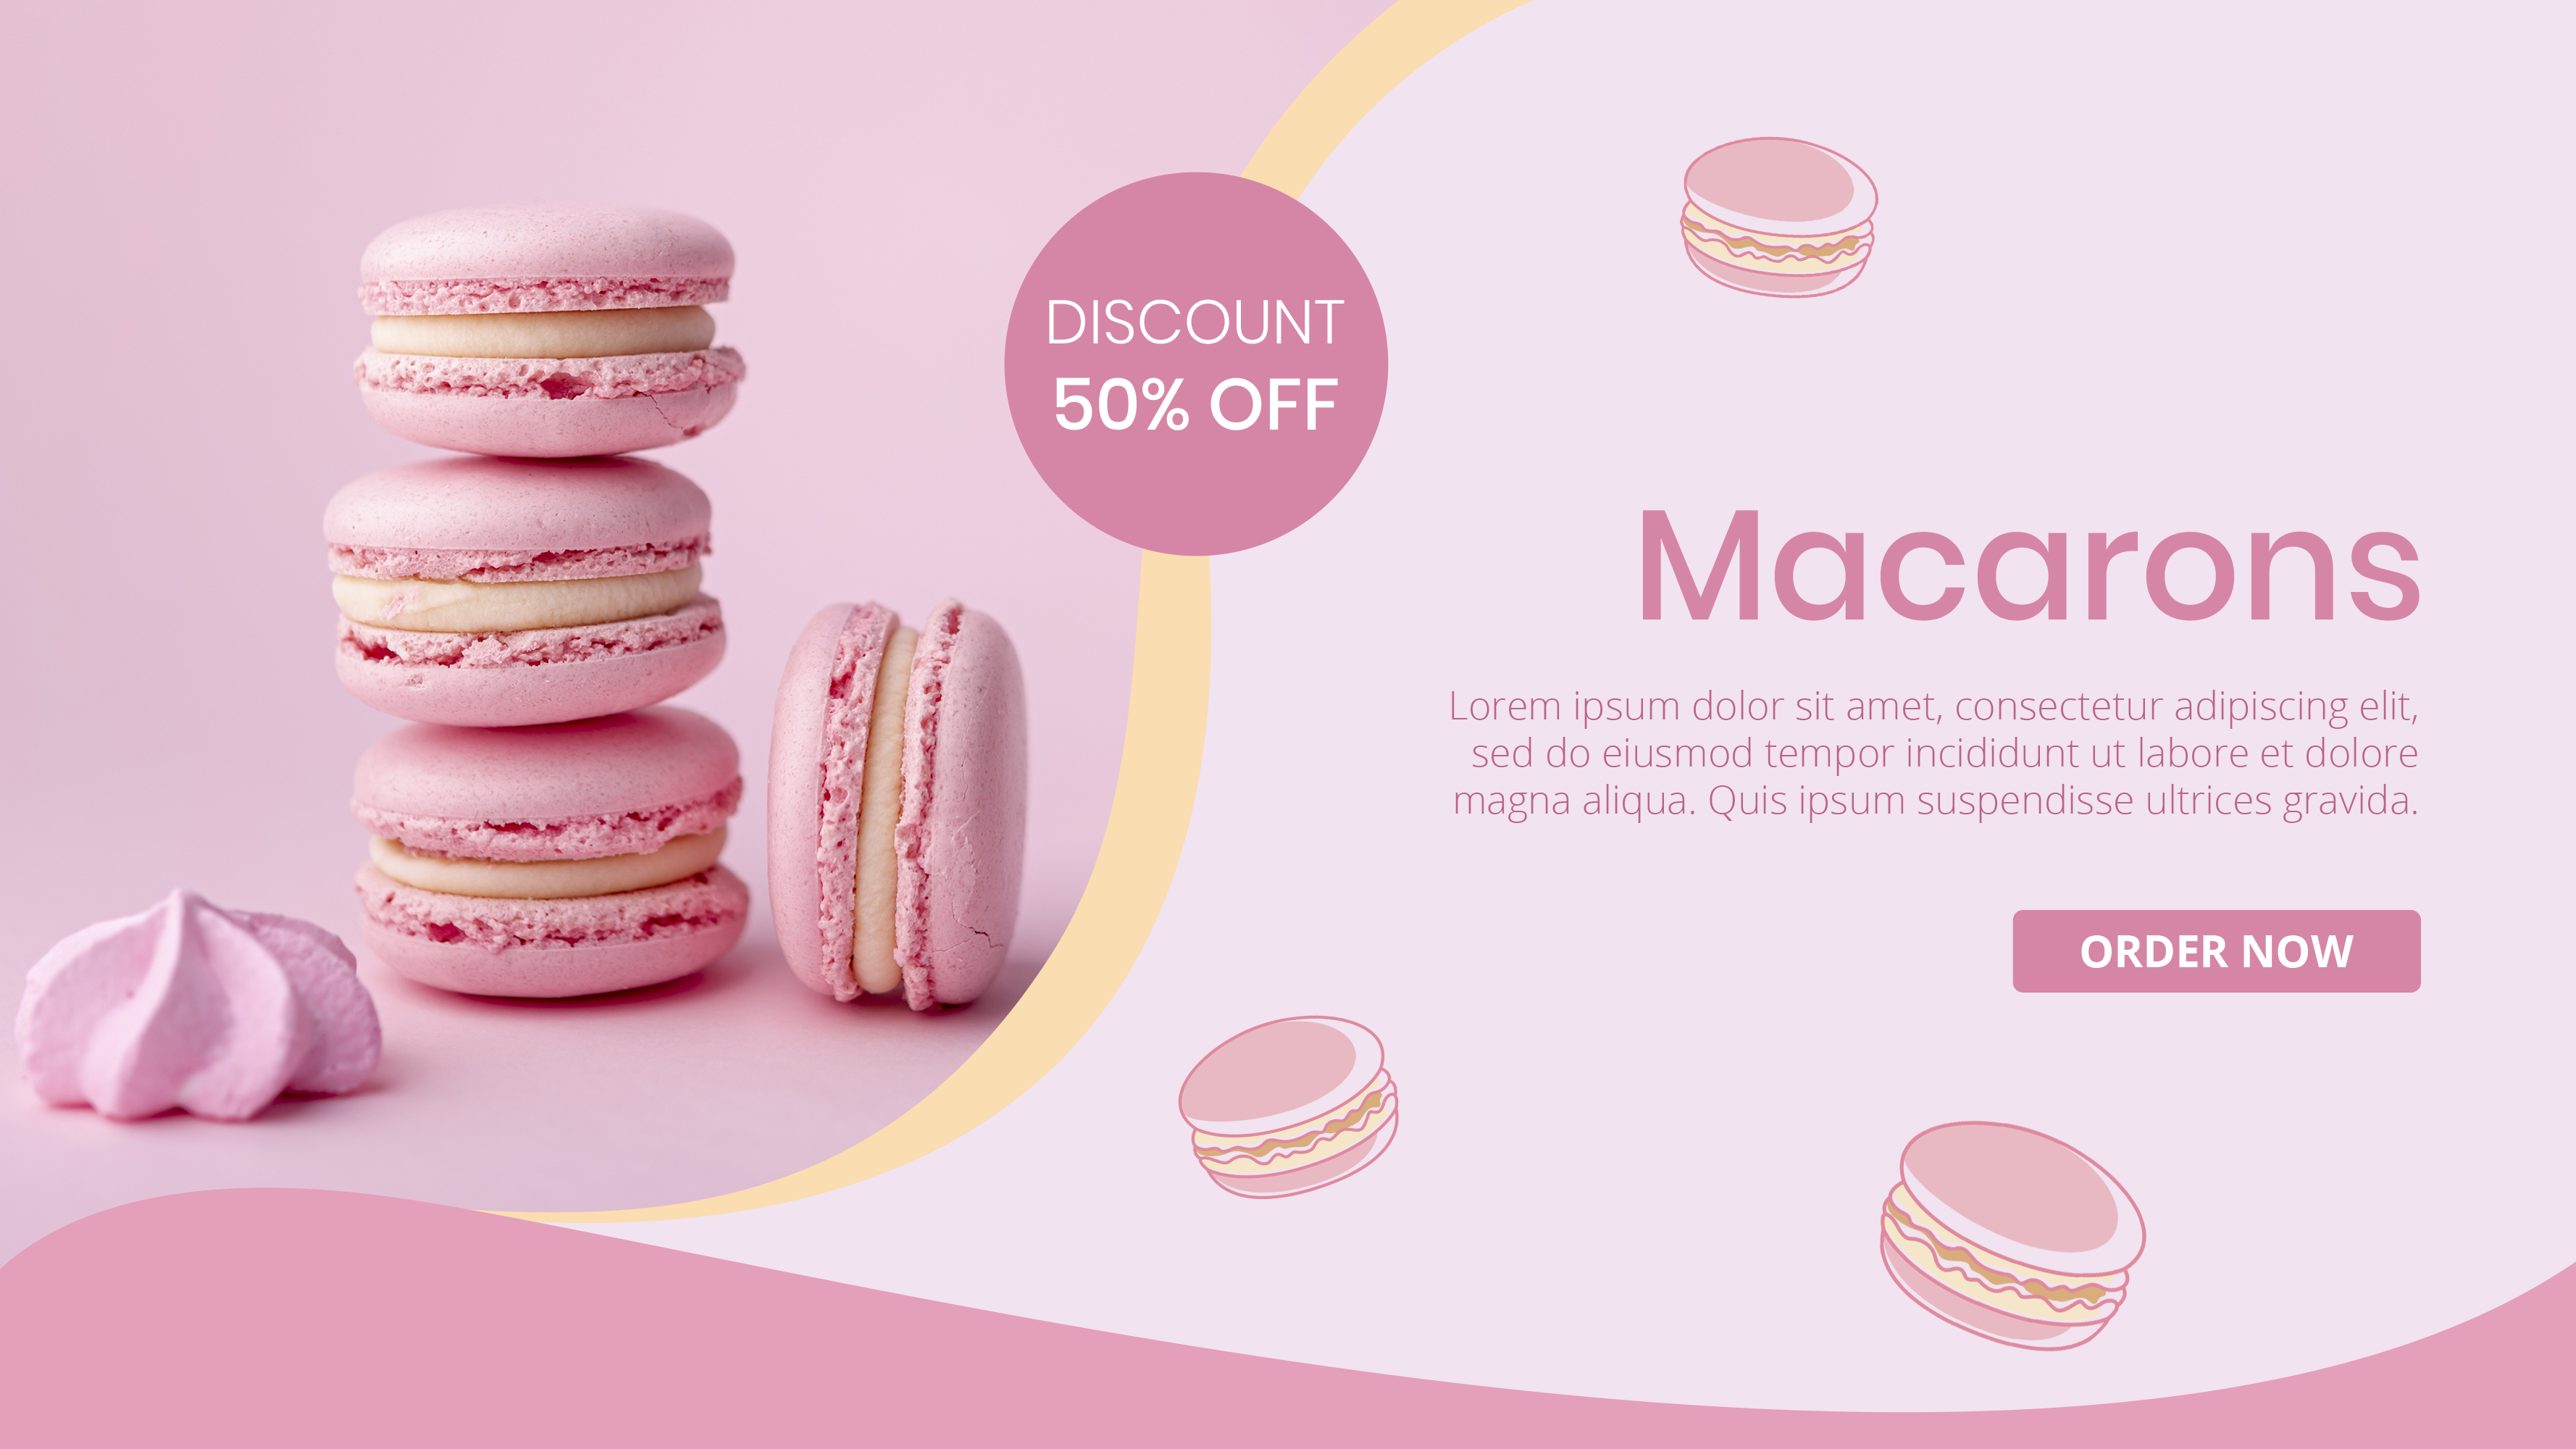 DISCOUNT
50% OFF
Macarons
Lorem ipsum dolor sit amet, consectetur adipiscing elit,
sed do eiusmod tempor incididunt ut labore et dolore
magna aliqua. Quis ipsum suspendisse ultrices gravida.
ORDER NOW